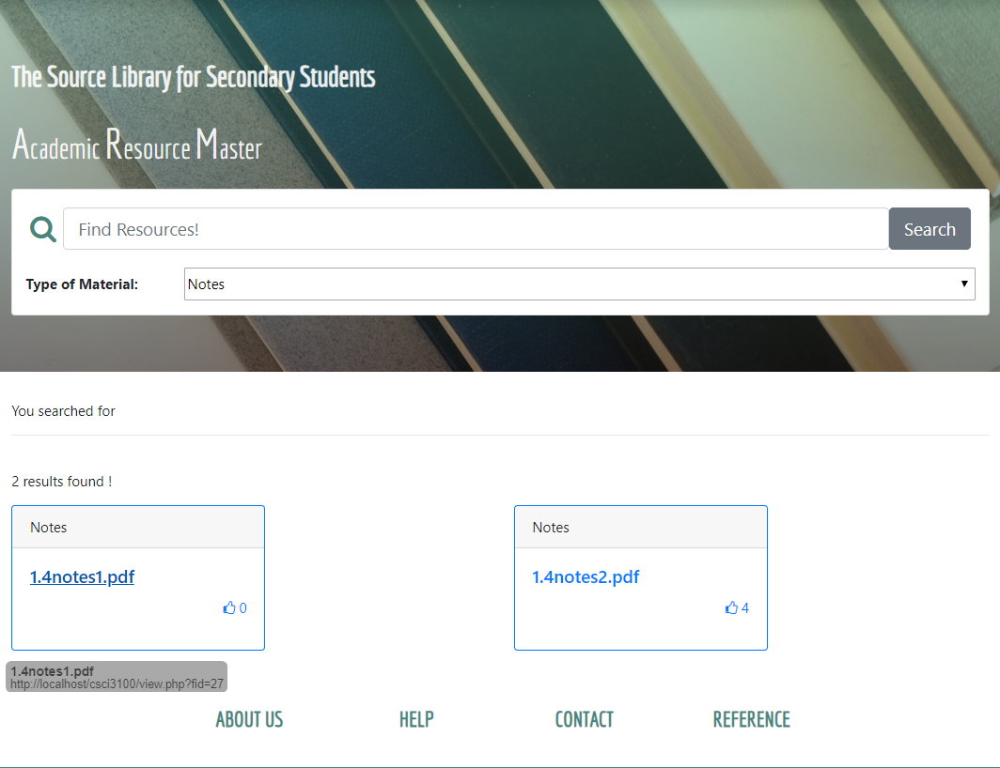 The Source Library for Secondary Students
Academic Resource Master
Find Resources!
Search
Type of Material:
Notes
You searched for
2 results found !
Notes
1.4notes1.pdf
0
Notes
1.4notes2.pdf
4
1.4notes1.pdf
http://localhost/csci3100/view.php?fid=27
ABOUT US HELP CONTACT REFERENCE